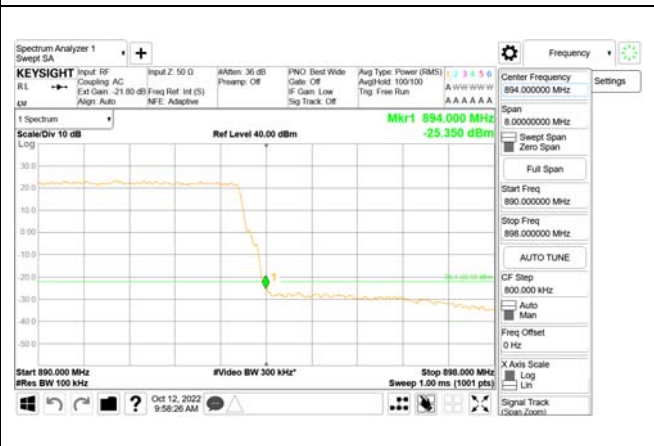 Spectrum Analyzer 1
Swept SA
+
Frequency
KEYSIGHT
RL
Input: RF
Coupling: AC
Ext Gain: -21.80 dB
Align: Auto
Input Z: 50 Ω
Freq Ref: Int (S)
NFE: Adaptive
#Atten: 36 dB
Preamp: Off
PNO: Best Wide
Gate: Off
IF Gain: Low
Sig Track: Off
Avg Type: Power (RMS)
Avg|Hold: 100/100
Trig: Free Run
1 2 3 4 5 6
A W W W W W
A A A A A A
1 Spectrum
Scale/Div 10 dB
Log
Ref Level 40.00 dBm
Mkr1 894.000 MHz
-25.350 dBm
30.0
20.0
10.0
0.00
-10.0
-20.0
-30.0
-40.0
-50.0
1
Start 890.000 MHz
#Res BW 100 kHz
#Video BW 300 kHz*
Stop 898.000 MHz
Sweep 1.00 ms (1001 pts)
Oct 12, 2022
9:58:26 AM
Center Frequency
894.000000 MHz
Settings
Span
8.00000000 MHz
Swept Span
Zero Span
Full Span
Start Freq
890.000000 MHz
Stop Freq
898.000000 MHz
AUTO TUNE
CF Step
800.000 kHz
Auto
Man
Freq Offset
0 Hz
X Axis Scale
Log
Lin
Signal Track
(Span Zoom)